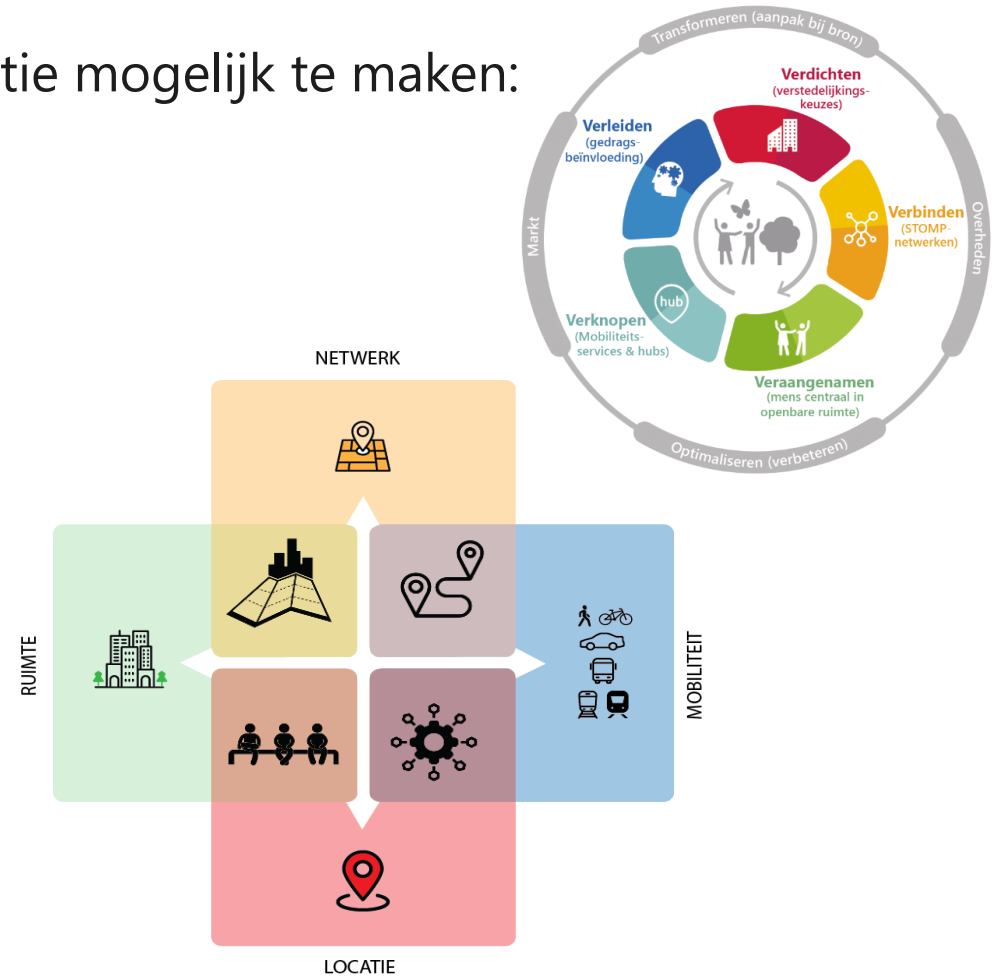 tie mogelijk te maken:
Transformeren (aanpak bij bron)
Verdichten
(verstedelijkings-
keuzes)
Verleiden
(gedrags-
beïnvloeding)
Markt
Overheden
Verbinden
(STOMP-
netwerken)
hub
Verknopen
(Mobiliteits-
services & hubs)
Veraangenamen
(mens centraal in
openbare ruimte)
Optimaliseren (verbeteren)
NETWERK
RUIMTE
MOBILITEIT
LOCATIE